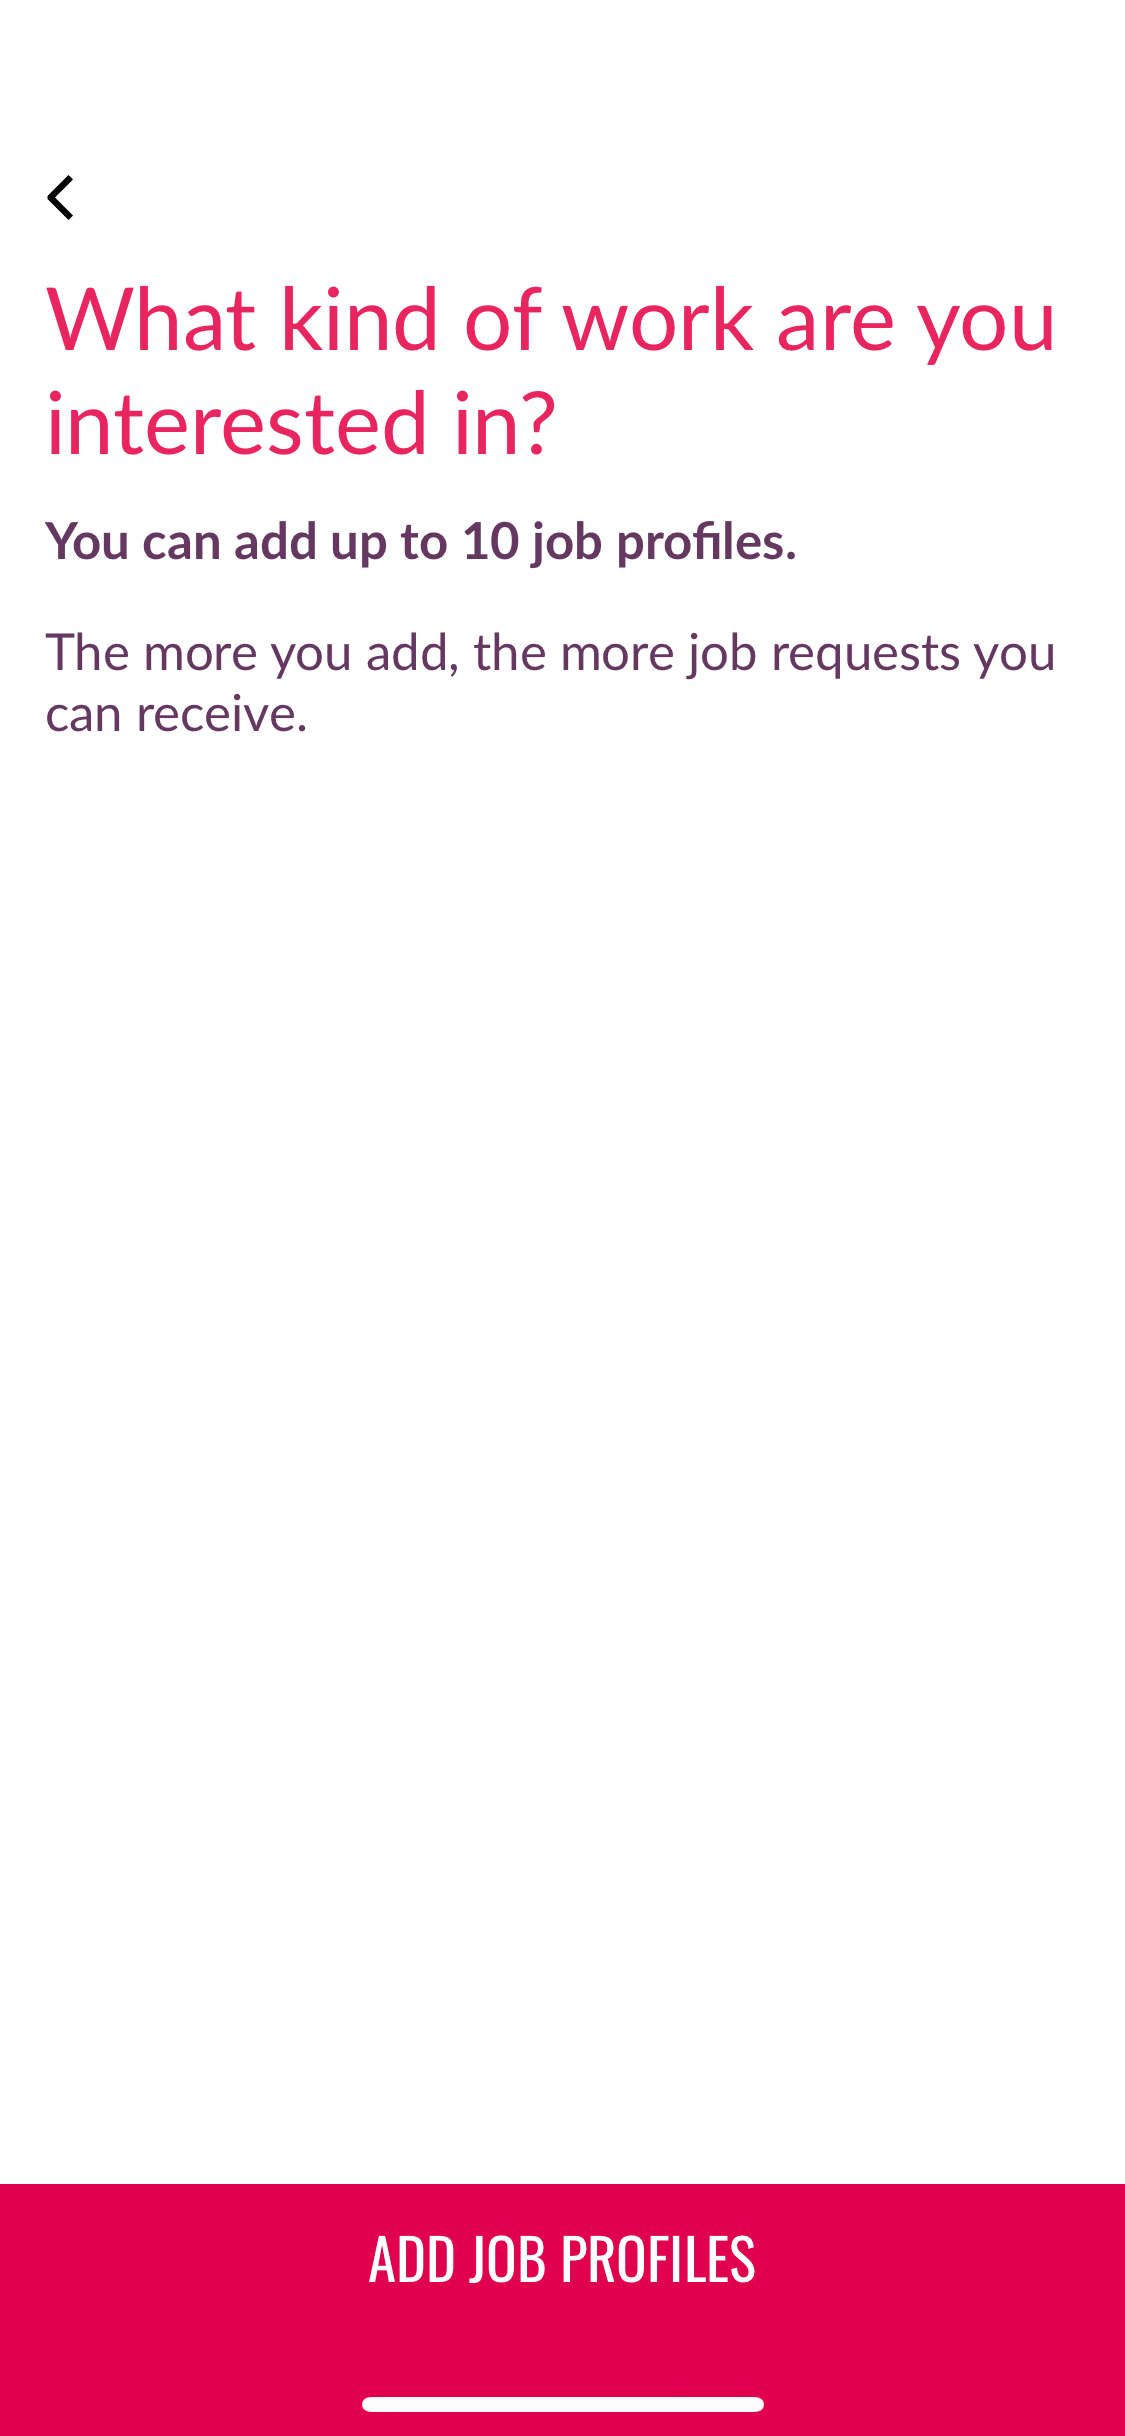 What kind of work are you
interested in?
You can add up to 10 job profiles.
The more you add, the more job requests you
can receive.
ADD JOB PROFILES